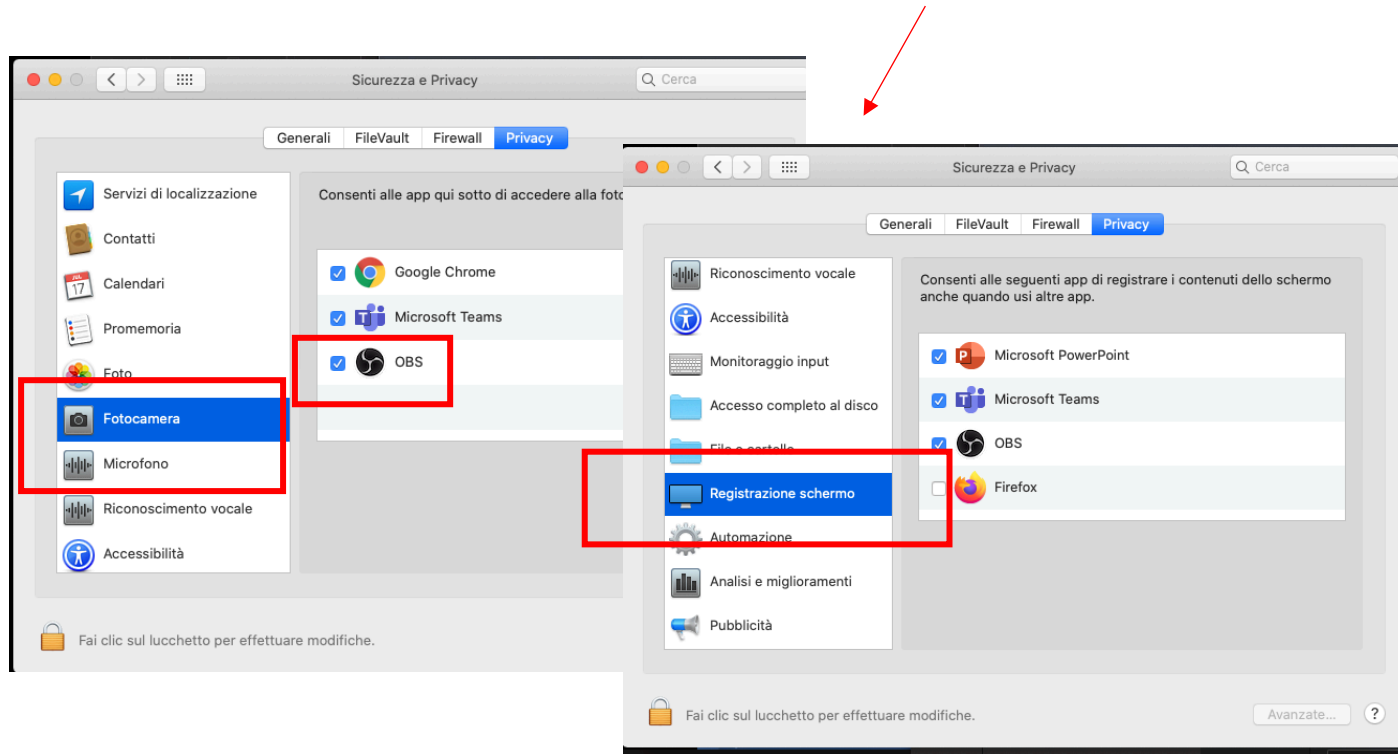 Sicurezza e Privacy
Cerca
Generali FileVault Firewall Privacy
Servizi di localizzazione
Contatti
JUL
17
Calendari
Promemoria
Foto
Fotocamera
Microfono
Riconoscimento vocale
Accessibilità
Consenti alle app qui sotto di accedere alla
Google Chrome
Microsoft Teams
OBS
Fai clic sul lucchetto per effettuare modifiche.
Sicurezza e Privacy
Cerca
Generali FileVault Firewall Privacy
Riconoscimento vocale
Accessibilità
Monitoraggio input
Accesso completo al disco
File e cartelle
Registrazione schermo
Automazione
Analisi e miglioramenti
Pubblicità
Consenti alle seguenti app di registrare i contenuti dello schermo
anche quando usi altre app.
Microsoft PowerPoint
Microsoft Teams
OBS
Firefox
Fai clic sul lucchetto per effettuare modifiche.
Avanzate...
?